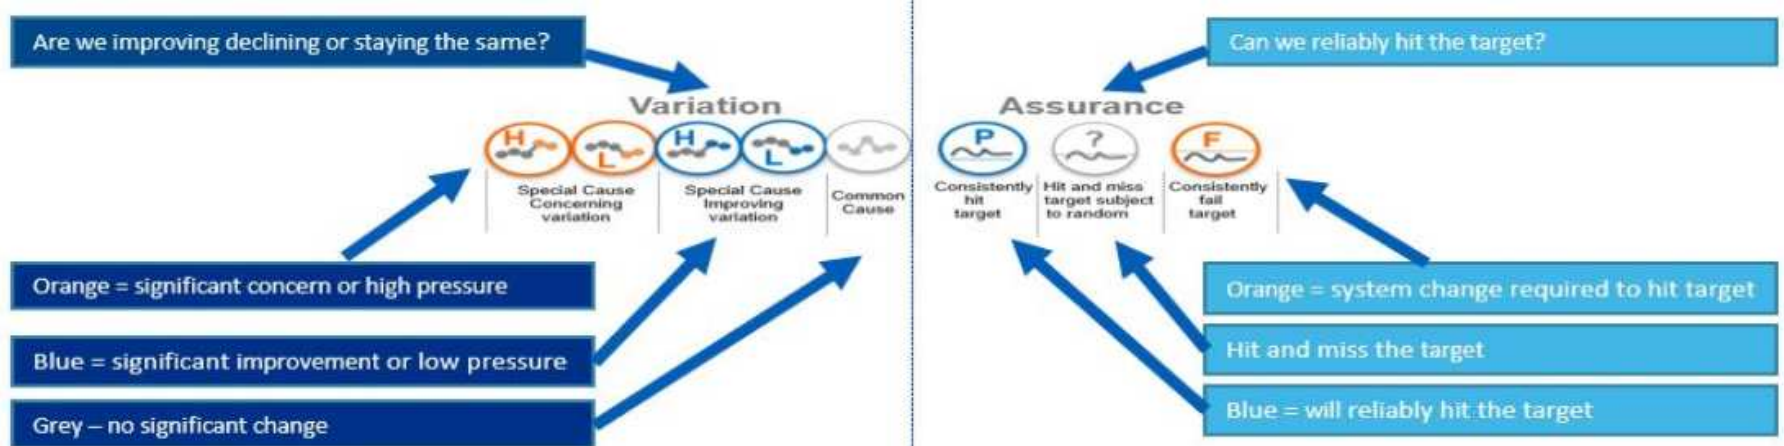 Are we improving declining or staying the same?
Can we reliably hit the target?
Variation
Assurance
H
L
H
L
P
?
F
Special Cause
Concerning
variation
Special Cause
Improving
variation
Common
Cause
Consistently
hit
target
Hit and miss
target subject
to random
Consistently
fail
target
Orange = significant concern or high pressure
Blue = significant improvement or low pressure
Grey – no significant change
Orange = system change required to hit target
Hit and miss the target
Blue = will reliably hit the target